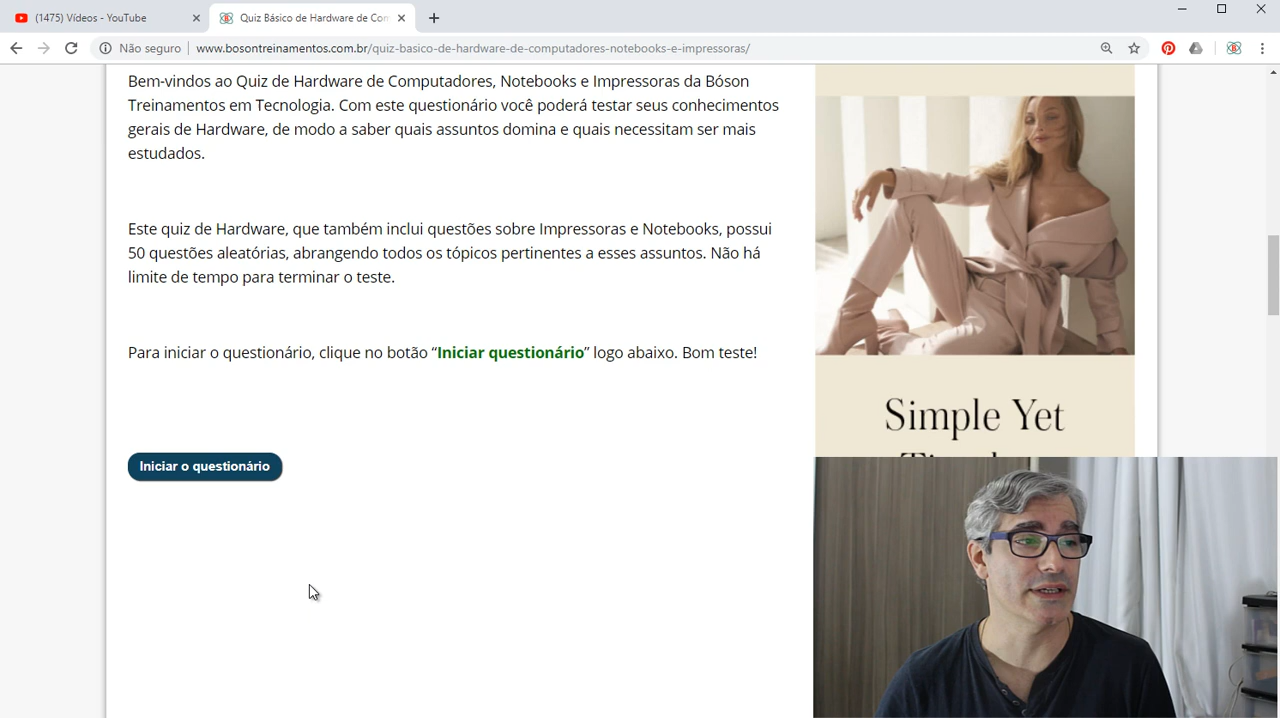 (1475) Vídeos - YouTube
Quiz Básico de Hardware de Con
Não seguro
www.bosontreinamentos.com.br/quiz-basico-de-hardware-de-computadores-notebooks-e-impressoras/
Bem-vindos ao Quiz de Hardware de Computadores, Notebooks e Impressoras da Bóson
Treinamentos em Tecnologia. Com este questionário você poderá testar seus conhecimentos
gerais de Hardware, de modo a saber quais assuntos domina e quais necessitam ser mais
estudados.
Este quiz de Hardware, que também inclui questões sobre Impressoras e Notebooks, possui
50 questões aleatórias, abrangendo todos os tópicos pertinentes a esses assuntos. Não há
limite de tempo para terminar o teste.
Para iniciar o questionário, clique no botão “Iniciar questionário” logo abaixo. Bom teste!
Iniciar o questionário
Simple Yet